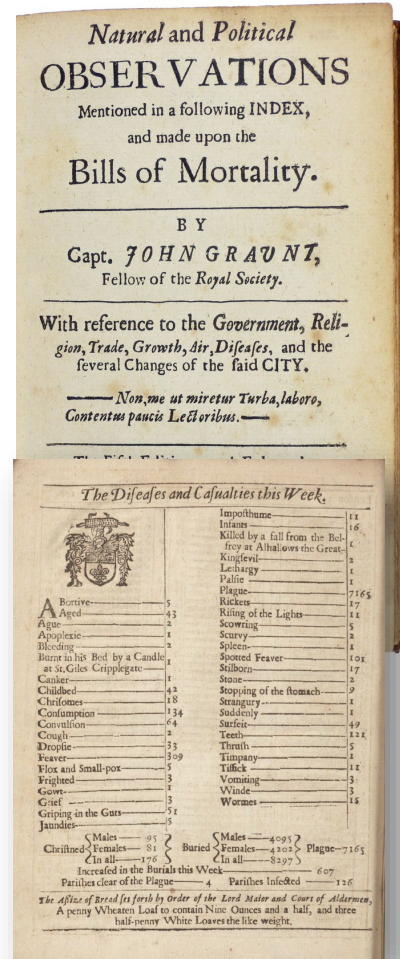 Natural and Political
OBSERVATIONS
Mentioned in a following INDEX,
and made upon the
Bills of Mortality.
BY
Capt. JOHN GRAUNT,
Fellow of the Royal Society.
With reference to the Government, Reli-
gion, Trade, Growth, Air, Diseases, and the
several Changes of the said CITY.
Non, me ut miretur Turba, laboro,
Contentus paucis Lectoribus.
The Diseases and Casualties this Week.
Abortive 5
Aged 43
Ague 2
Apoplexie 1
Bleeding 2
Burnt in his Bed by a Candle
at St. Giles Cripplegate 1
Canker 1
Childbed 42
Chrisomes 18
Consumption 134
Convulsion 64
Cough 2
Dropsie 33
Feaver 309
Flox and Small-pox 5
Frighted 3
Gowt 1
Grief 3
Griping in the Guts 51
Jaundies 5
Imposthume 11
Infants 16
Killed by a fall from the Bel-
frey at Alhallows the Great 1
Kingsevil 2
Lethargy 1
Palsie 1
Plague 7165
Rickets 17
Rising of the Lights 11
Scowring 5
Scurvy 2
Spleen 1
Spotted Feaver 101
Stilborn 17
Stone 2
Stopping of the stomach 9
Strangury 1
Suddenly 1
Surfeit 49
Teeth 121
Thrush 5
Timpany 1
Tissick 11
Vomiting 3
Winde 3
Wormes 15
Christned Males 95
Females 81
In all 176
Buried Males 4095
Females 4202
In all 8297
Plague 7165
Increased in the Burials this Week 607
Parishes clear of the Plague 4 Parishes Infected 126
The Assize of Bread set forth by Order of the Lord Maior and Court of Aldermen,
A penny Wheaten Loaf to contain Nine Ounces and a half, and three
half-penny White Loaves the like weight.